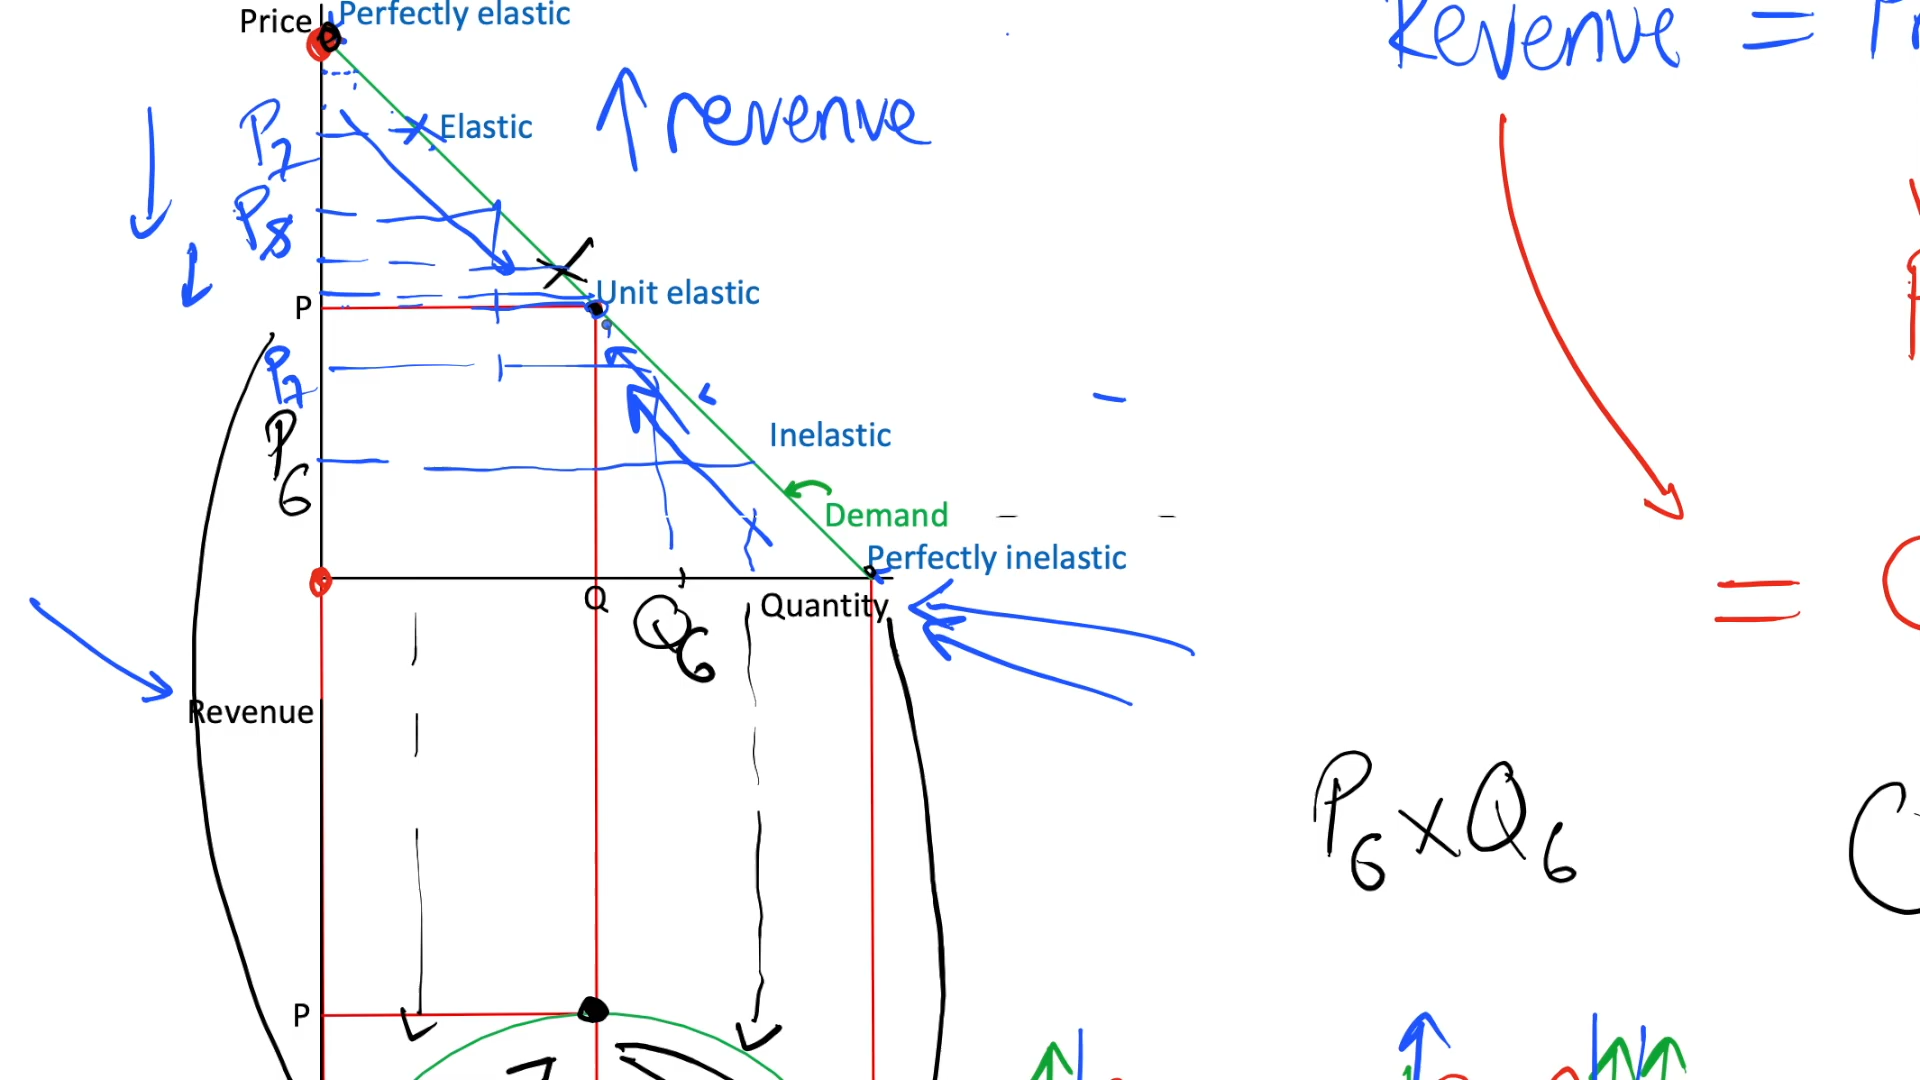 Price
Perfectly elastic
Revenue =
Elastic
↑ revenue
P7
P8
Unit elastic
P
P7
Inelastic
P6
Demand
Perfectly inelastic
Q
Quantity
Q6
=
Revenue
P6 x Q6
P